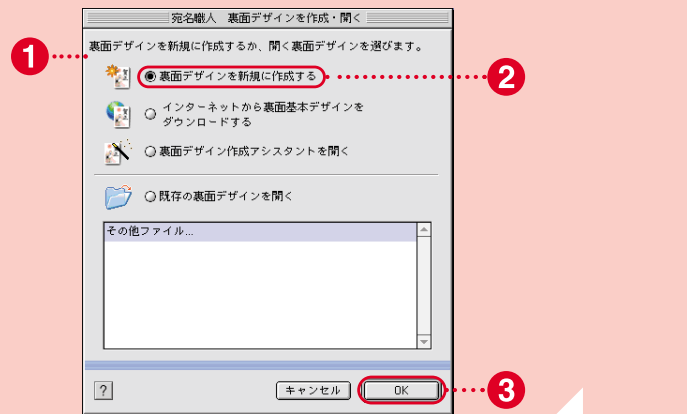 宛名職人 裏面デザインを作成・開く
1
裏面デザインを新規に作成するか、開く裏面デザインを選びます。
裏面デザインを新規に作成する
2
インターネットから裏面基本デザインを
ダウンロードする
裏面デザイン作成アシスタントを開く
既存の裏面デザインを開く
その他ファイル...
?
キャンセル
OK
3